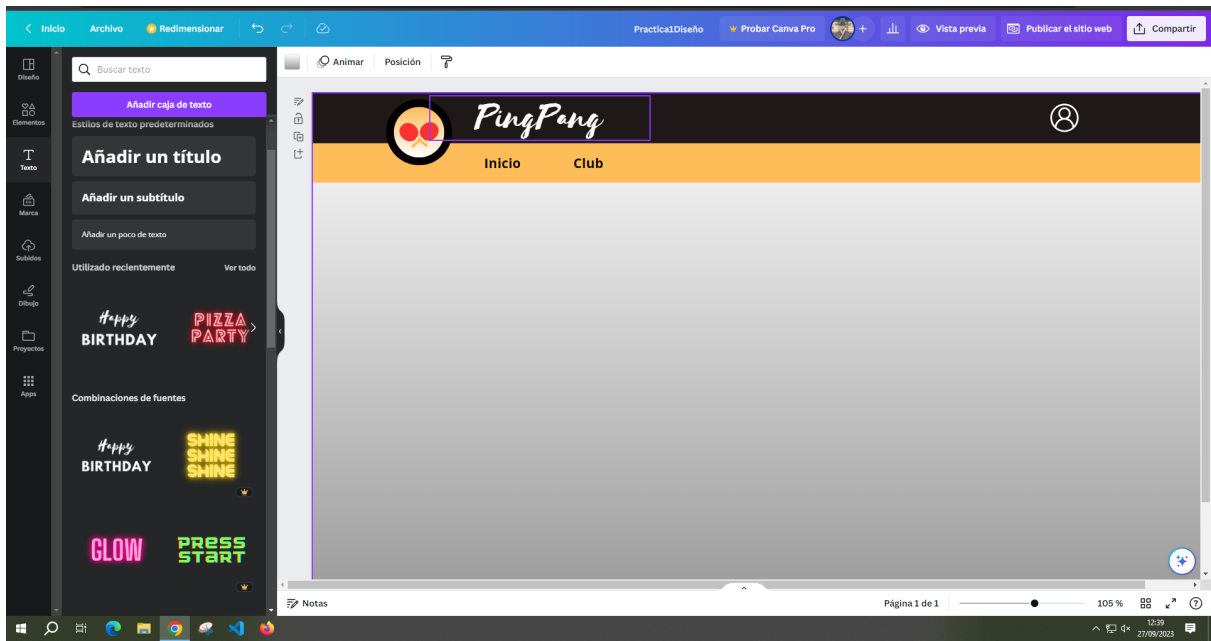 Inicio
Archivo
Redimensionar
Practica1Diseño
Probar Canva Pro
+
Vista previa
Publicar el sitio web
Compartir
Diseño
Elementos
Texto
Marca
Subidos
Dibujo
Proyectos
Apps
Buscar texto
Añadir caja de texto
Estilos de texto predeterminados
Añadir un título
Añadir un subtítulo
Añadir un poco de texto
Utilizado recientemente
Ver todo
Happy
BIRTHDAY
PIZZA
PARTY
Combinaciones de fuentes
Happy
BIRTHDAY
SHINE
SHINE
SHINE
GLOW
PRESS
START
Animar
Posición
PingPang
Inicio
Club
Notas
Página 1 de 1
105 %
12:39
27/09/2023